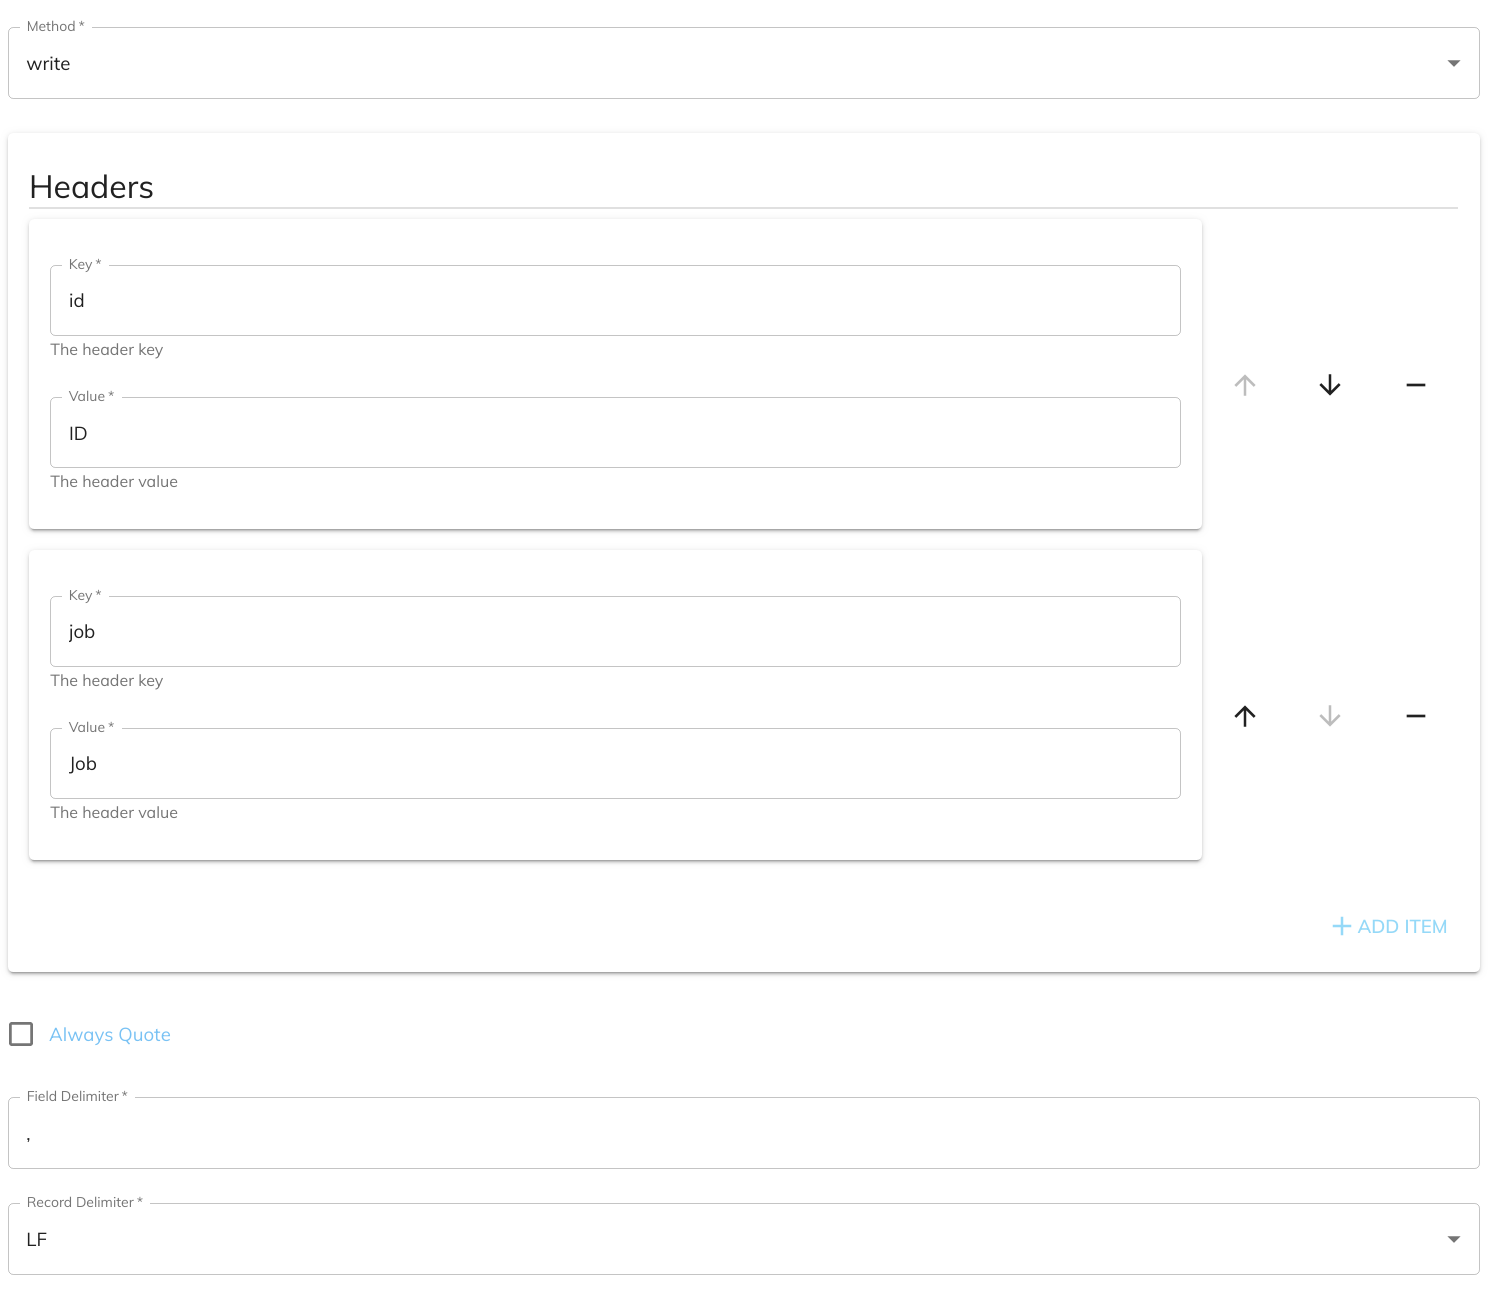 Method *
write
Headers
Key *
id
The header key
Value *
ID
The header value
Key *
job
The header key
Value *
Job
The header value
ADD ITEM
Always Quote
Field Delimiter *
,
Record Delimiter *
LF